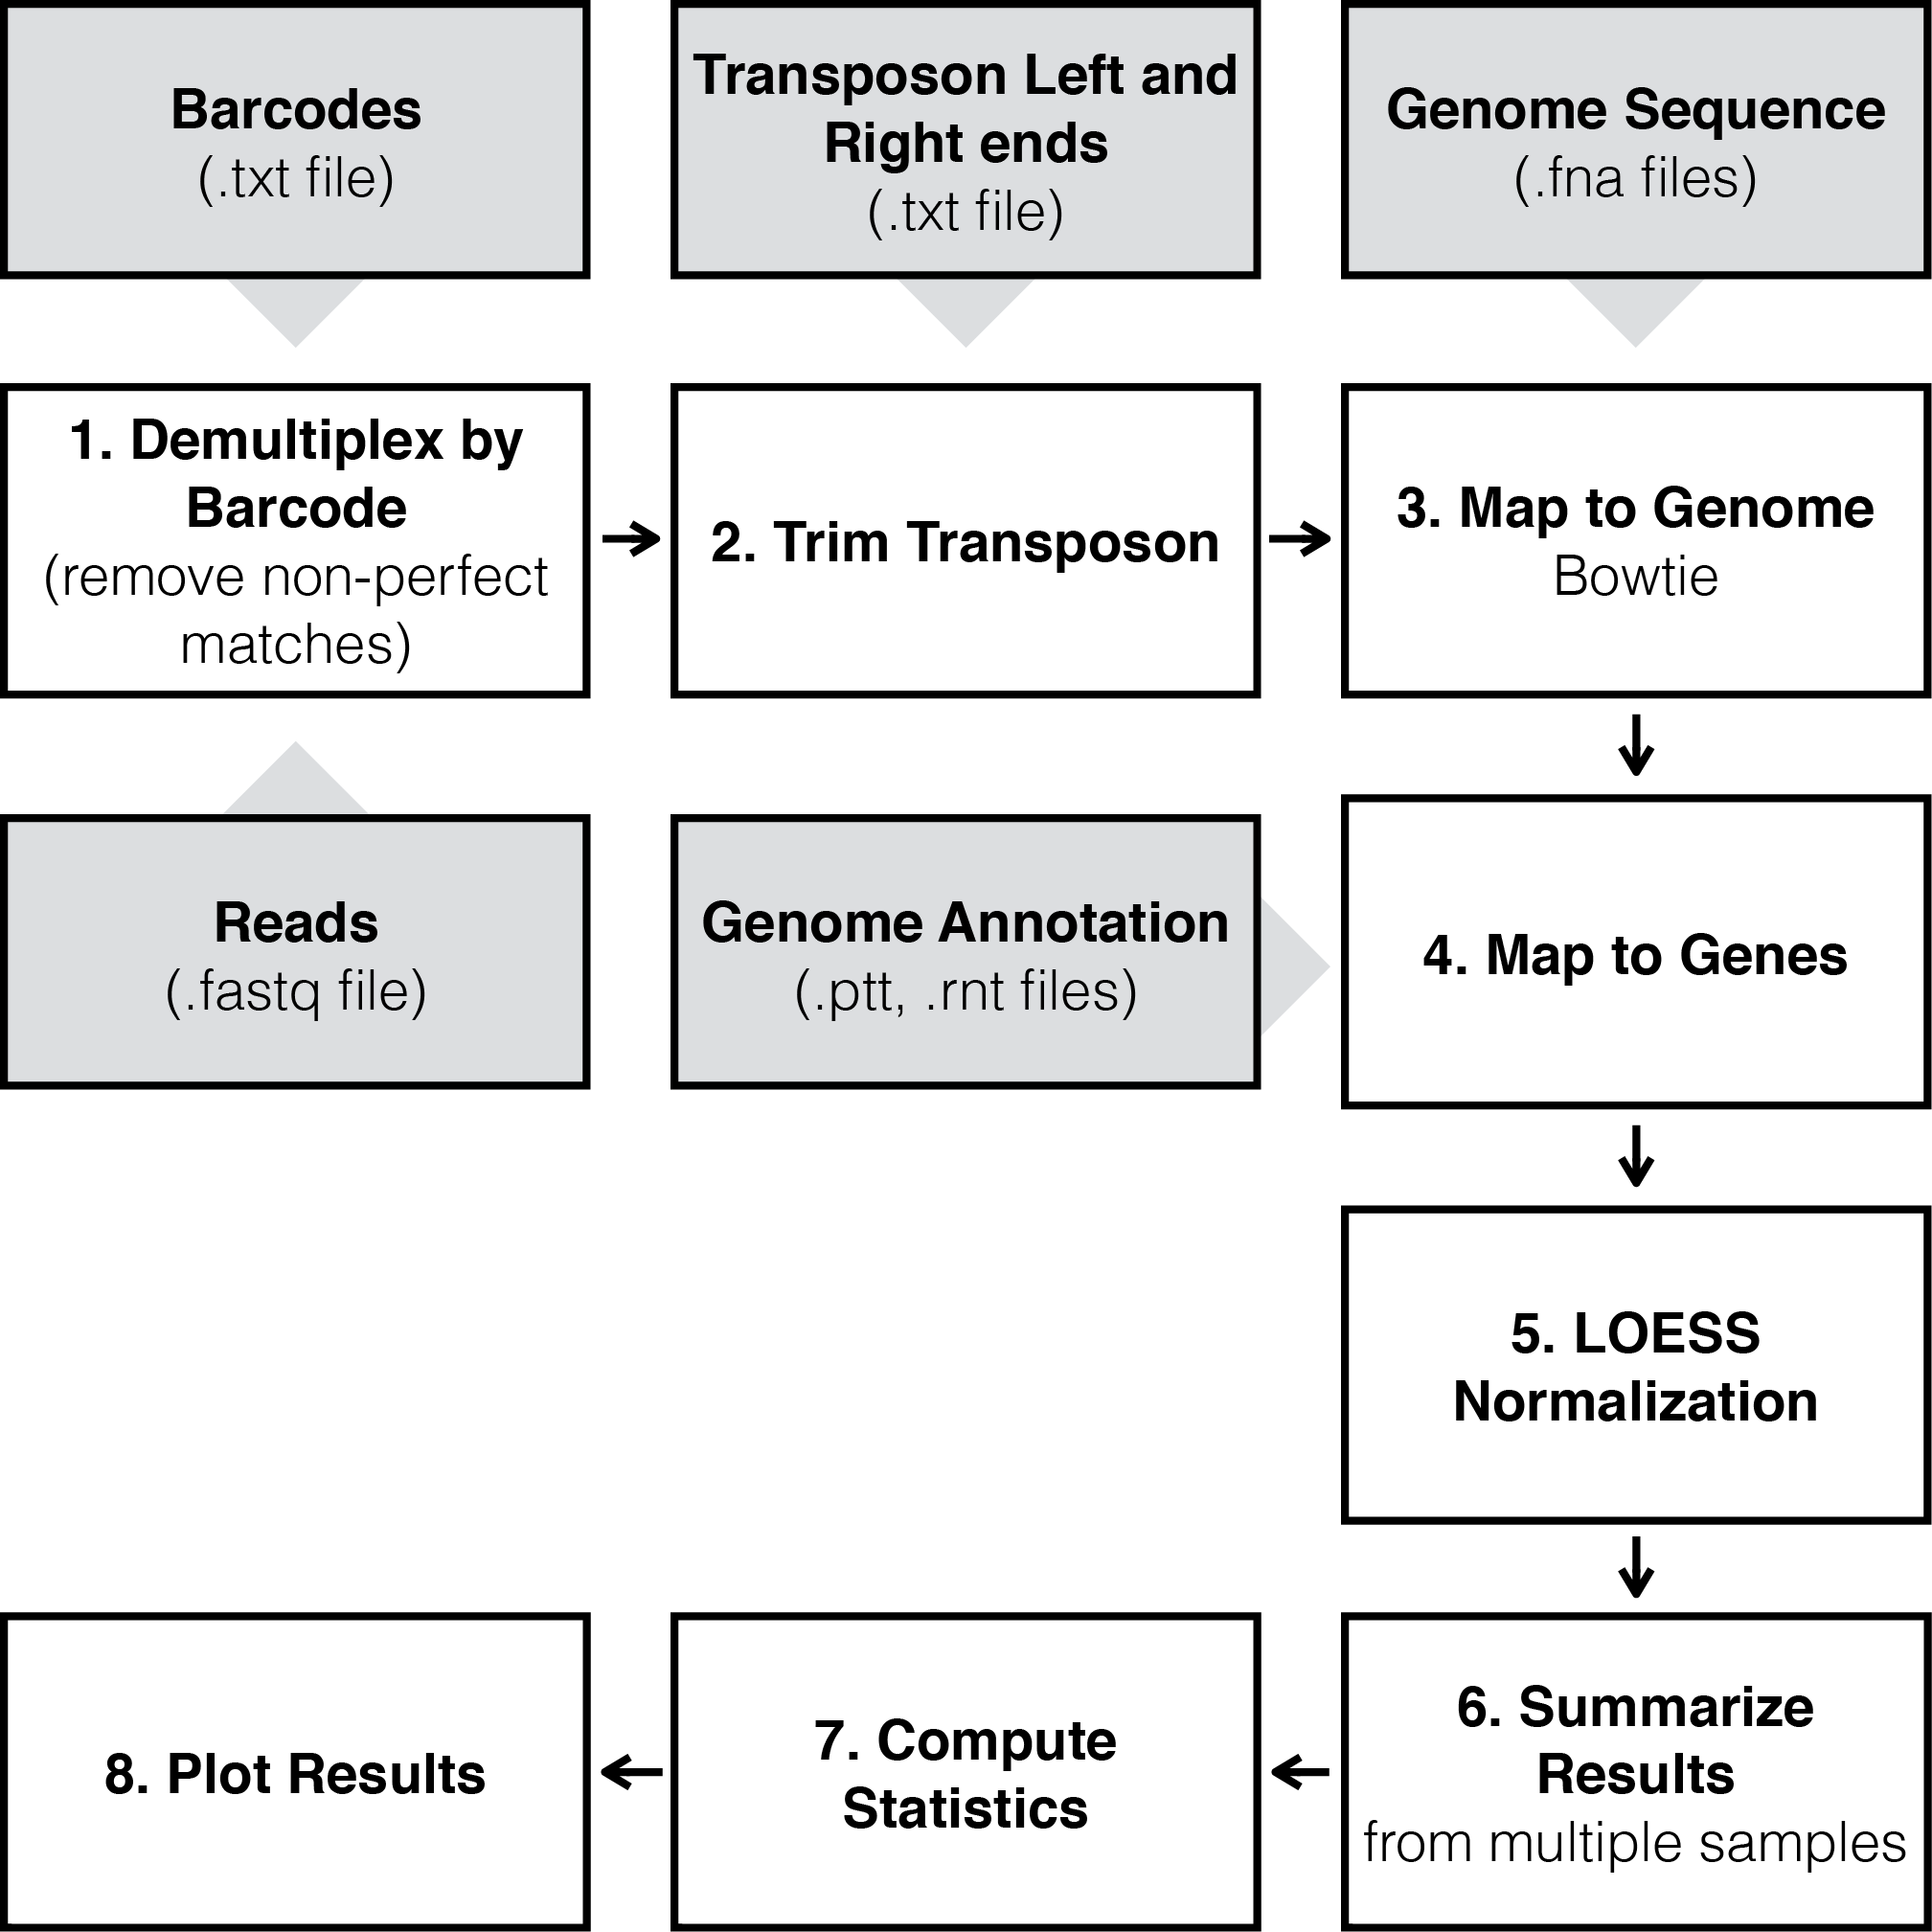 Barcodes
(.txt file)
Transposon Left and
Right ends
(.txt file)
Genome Sequence
(.fna files)
1. Demultiplex by
Barcode
(remove non-perfect
matches)
2. Trim Transposon
3. Map to Genome
Bowtie
Reads
(.fastq file)
Genome Annotation
(.ptt, .rnt files)
4. Map to Genes
5. LOESS
Normalization
6. Summarize
Results
from multiple samples
7. Compute
Statistics
8. Plot Results